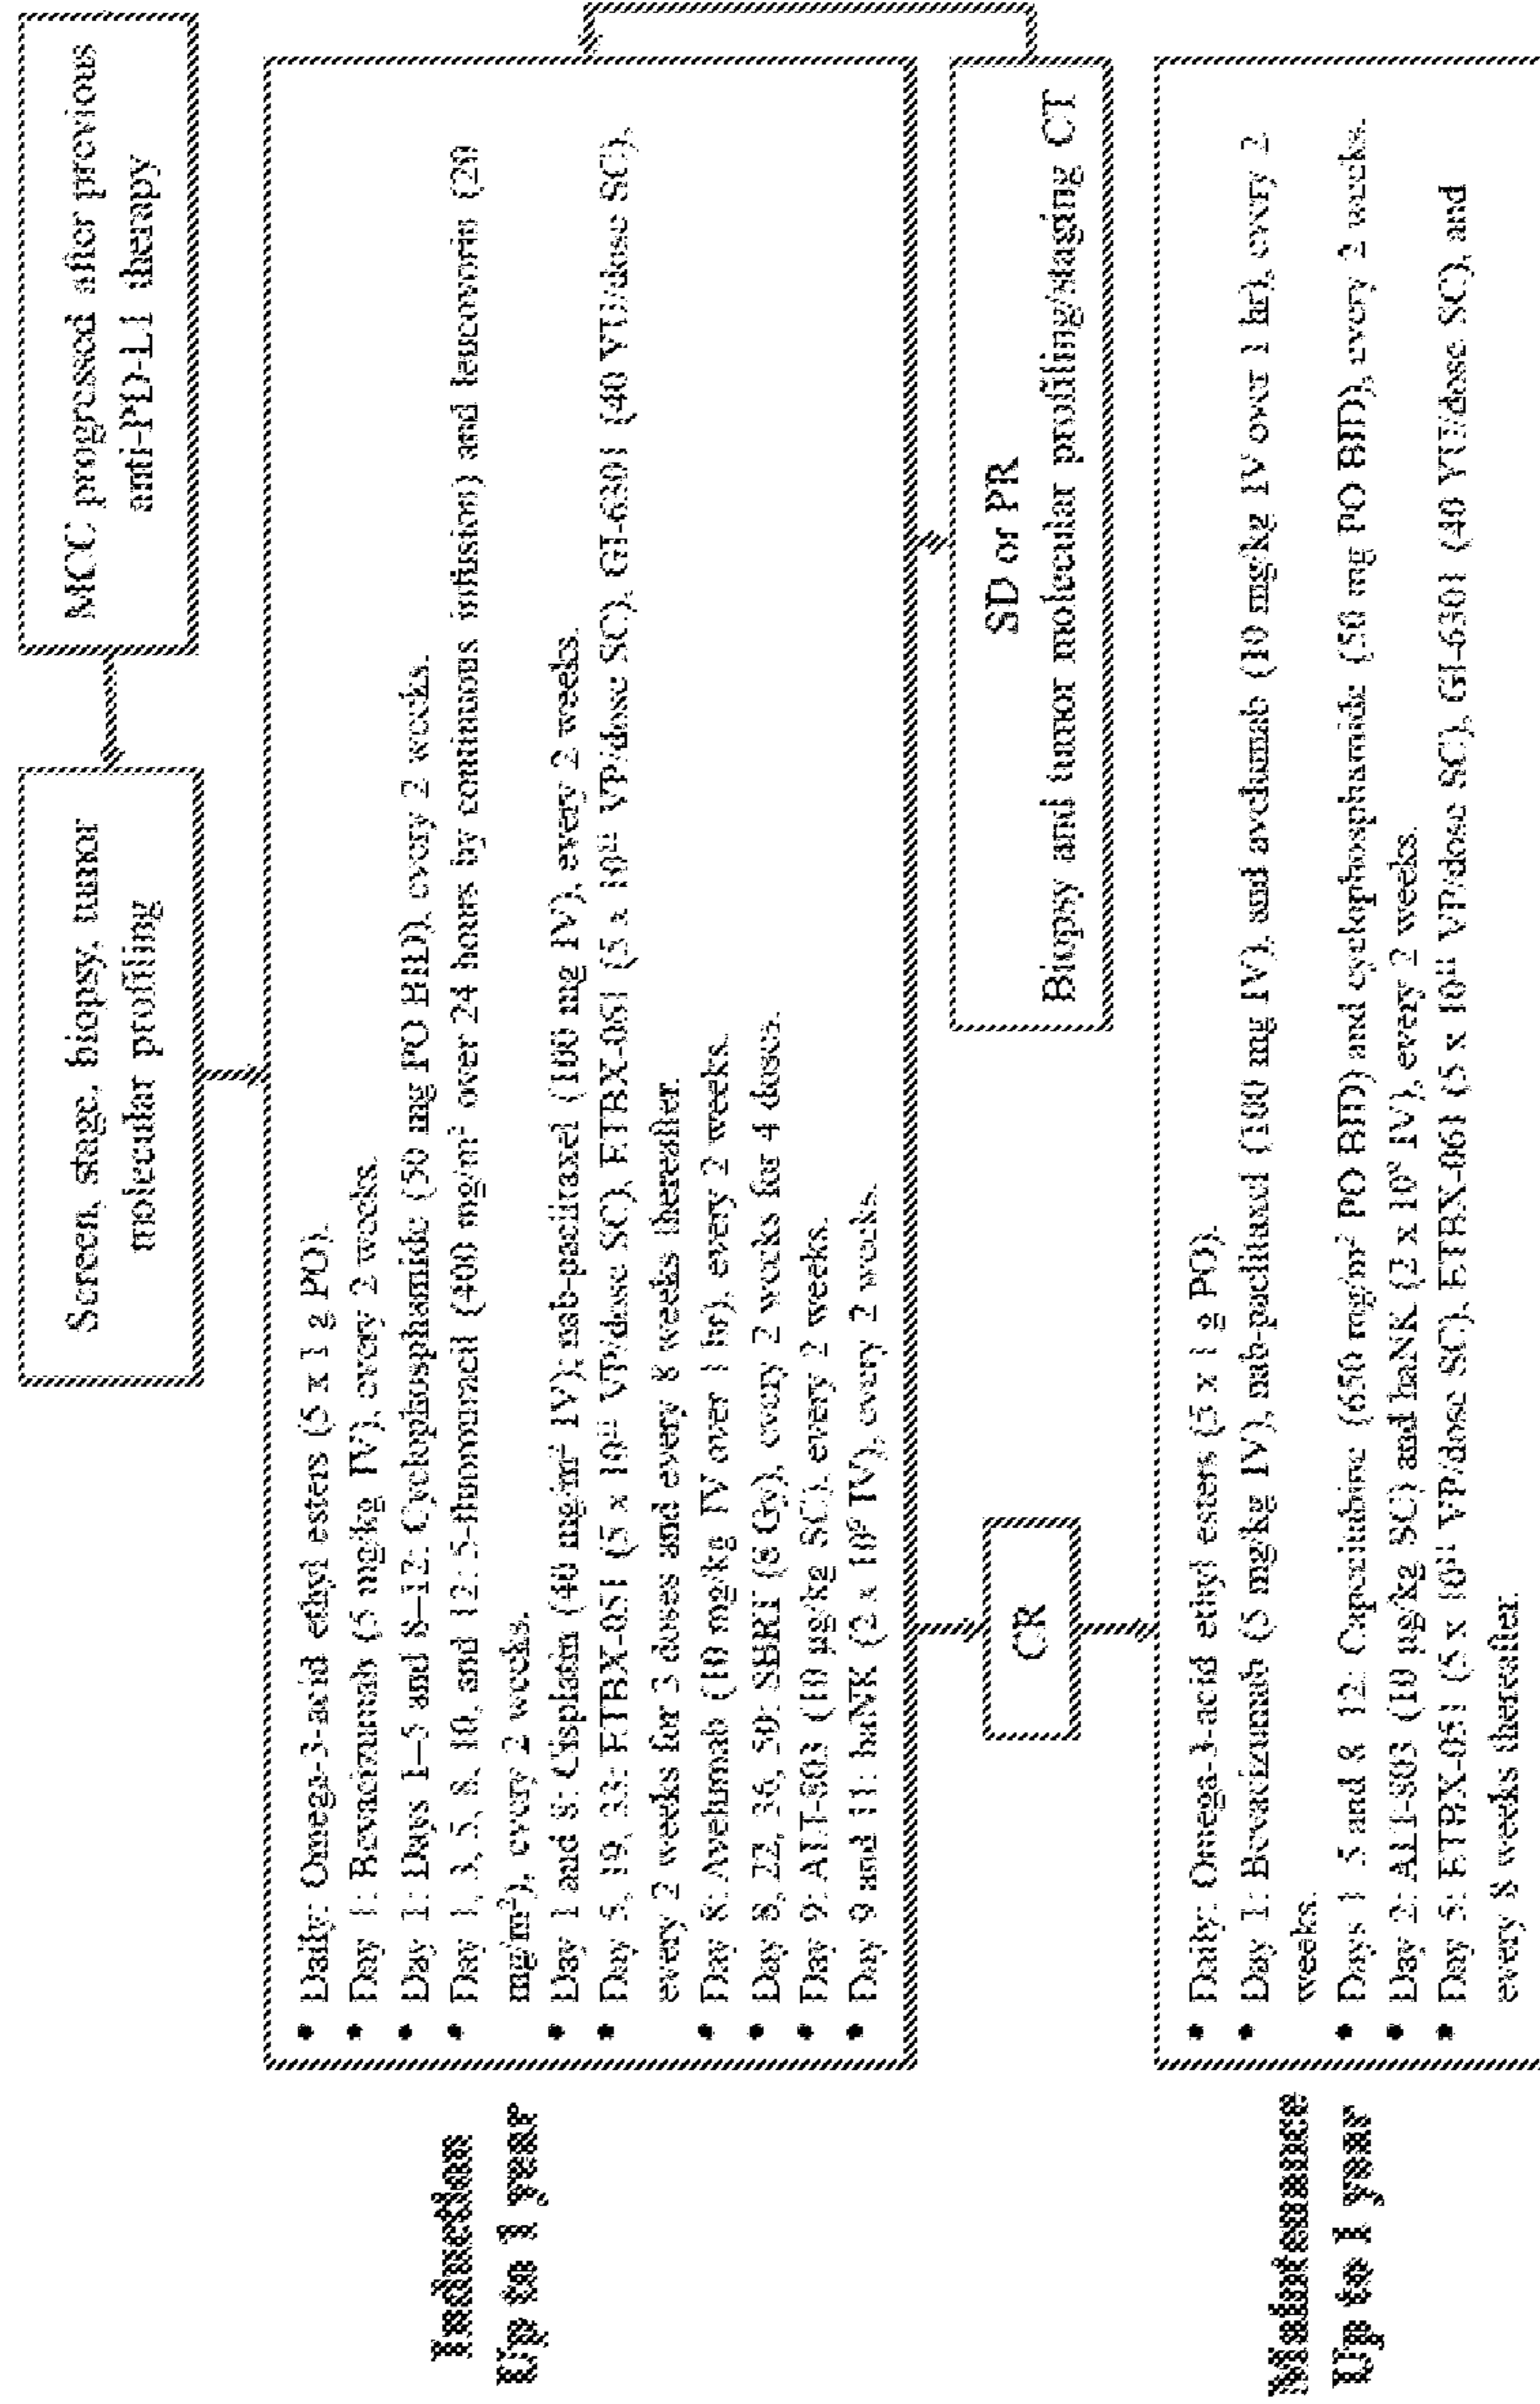 MCC progressed after previous
anti-PD-L1 therapy
Screen, stage, biopsy, tumor
molecular profiling
Induction
Up to 1 year
• Daily: Omega-3-acid ethyl esters (5 x 1 g PO).
• Day 1: Bevacizumab (5 mg/kg IV), every 2 weeks.
• Day 1: Days 1–5 and 8–12: Cyclophosphamide (50 mg PO BID), every 2 weeks.
• Day 1, 3, 5, 8, 10, and 12: 5-fluorouracil (400 mg/m² over 24 hours by continuous infusion) and leucovorin (20
mg/m²), every 2 weeks.
• Day 1 and 8: Cisplatin (40 mg/m² IV); nab-paclitaxel (100 mg IV), every 2 weeks.
• Day 5, 19, 33: ETBX-051 (5 x 10¹¹ VP/dose SC), ETBX-061 (5 x 10¹¹ VP/dose SC), GI-6301 (40 YU/dose SC),
every 2 weeks for 3 doses and every 8 weeks thereafter.
• Day 8: Avelumab (10 mg/kg IV over 1 hr), every 2 weeks.
• Day 8, 22, 36, 50: SBRT (8 Gy), every 2 weeks for 4 doses.
• Day 9: ALT-803 (10 µg/kg SC), every 2 weeks.
• Day 9 and 11: haNK (2 x 10⁹ IV), every 2 weeks.
SD or PR
Biopsy and tumor molecular profiling/staging CT
CR
Maintenance
Up to 1 year
• Daily: Omega-3-acid ethyl esters (5 x 1 g PO).
• Day 1: Bevacizumab (5 mg/kg IV), nab-paclitaxel (100 mg IV), and avelumab (10 mg/kg IV over 1 hr), every 2
weeks.
• Days 1 5 and 8 12: Capecitabine (650 mg/m² PO BID) and cyclophosphamide (50 mg PO BID), every 2 weeks.
• Day 2: ALT-803 (10 µg/kg SC) and haNK (2 x 10⁹ IV), every 2 weeks.
• Day 5: ETBX-051 (5 x 10¹¹ VP/dose SC), ETBX-061 (5 x 10¹¹ VP/dose SC), GI-6301 (40 YU/dose SC), and
every 8 weeks thereafter.